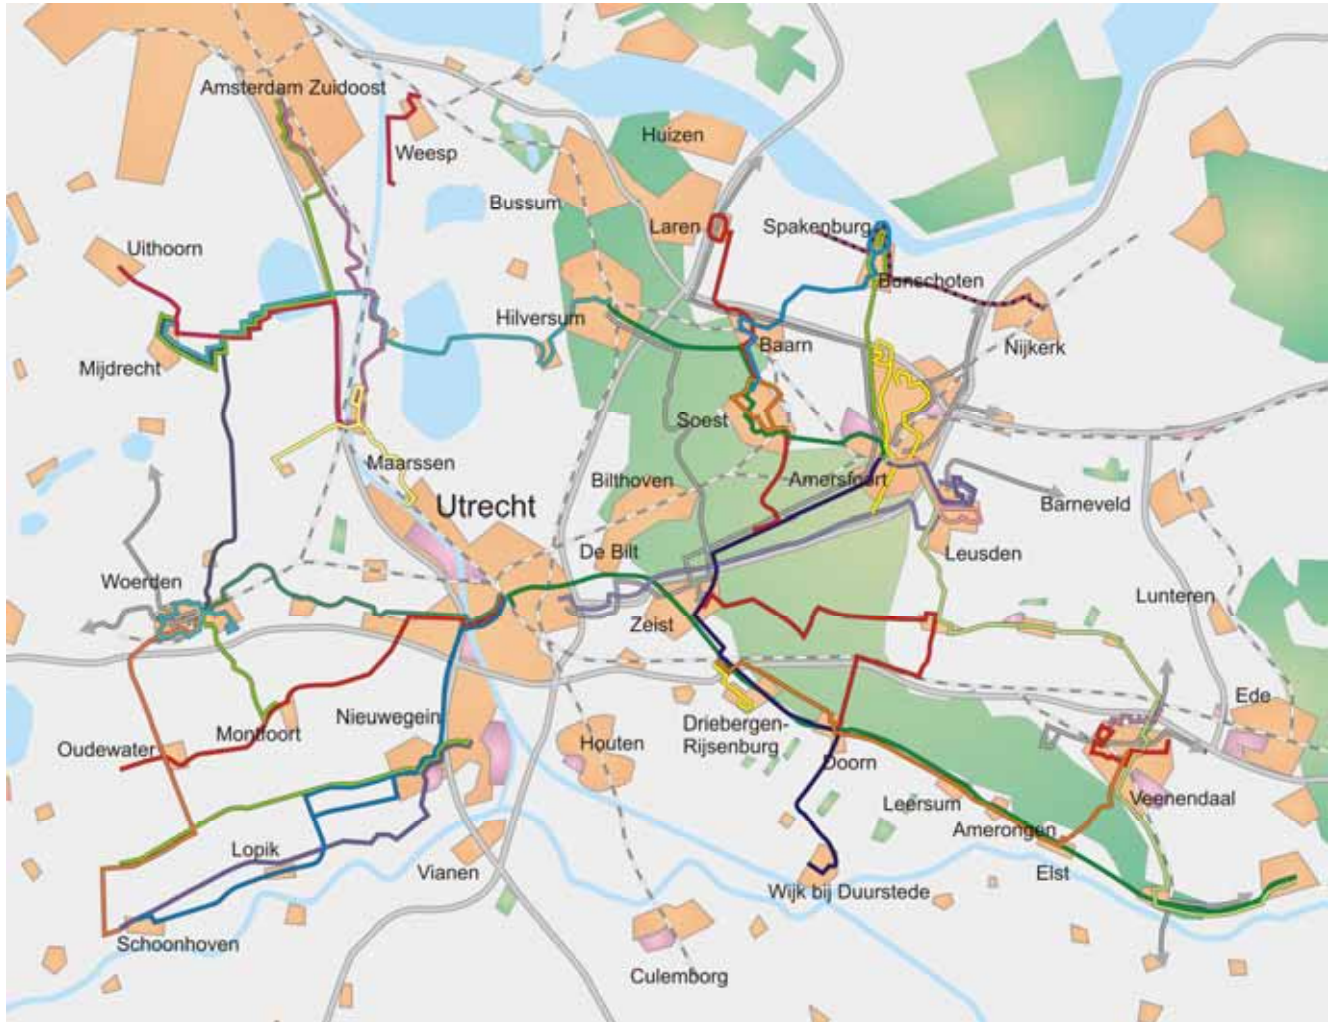 Amsterdam Zuidoost
Huizen
Weesp
Bussum
Laren
Spakenburg
Uithoorn
Bunschoten
Hilversum
Baarn
Nijkerk
Mijdrecht
Soest
Maarssen
Bilthoven
Amersfoort
Utrecht
Barneveld
De Bilt
Leusden
Woerden
Lunteren
Zeist
Ede
Montfoort
Nieuwegein
Driebergen-
Rijsenburg
Houten
Oudewater
Doorn
Leersum
Veenendaal
Amerongen
Lopik
Vianen
Elst
Wijk bij Duurstede
Schoonhoven
Culemborg